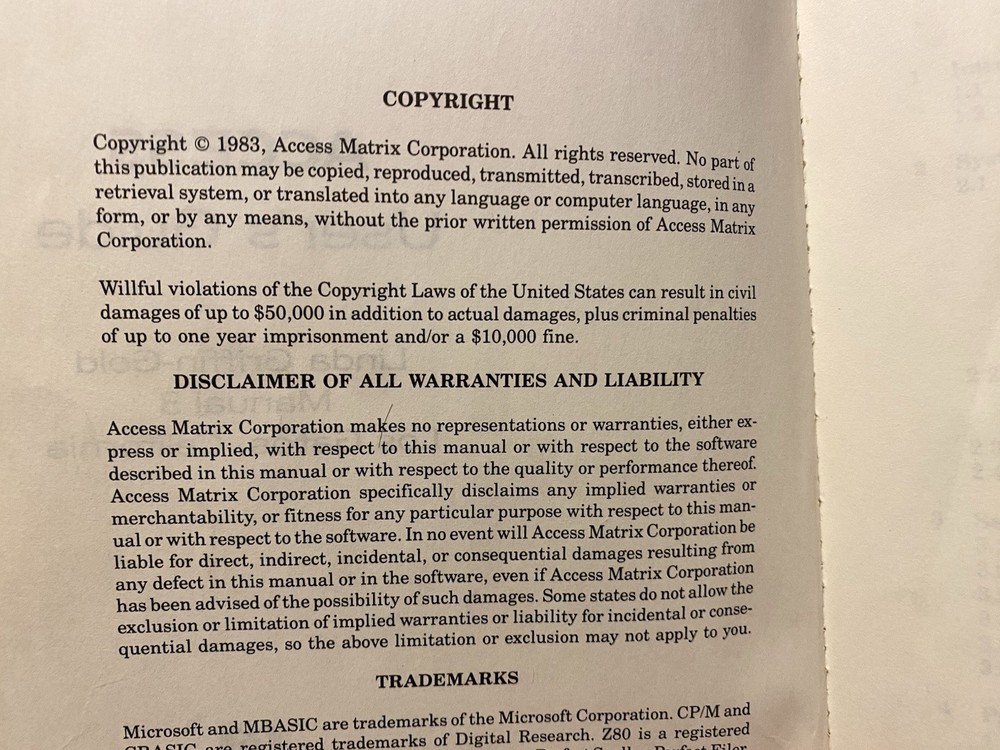 COPYRIGHT
Copyright © 1983, Access Matrix Corporation. All rights reserved. No part of
this publication may be copied, reproduced, transmitted, transcribed, stored in a
retrieval system, or translated into any language or computer language, in any
form, or by any means, without the prior written permission of Access Matrix
Corporation.
Willful violations of the Copyright Laws of the United States can result in civil
damages of up to $50,000 in addition to actual damages, plus criminal penalties
of up to one year imprisonment and/or a $10,000 fine.
DISCLAIMER OF ALL WARRANTIES AND LIABILITY
Access Matrix Corporation makes no representations or warranties, either ex-
press or implied, with respect to this manual or with respect to the software
described in this manual or with respect to the quality or performance thereof.
Access Matrix Corporation specifically disclaims any implied warranties or
merchantability, or fitness for any particular purpose with respect to this man-
ual or with respect to the software. In no event will Access Matrix Corporation be
liable for direct, indirect, incidental, or consequential damages resulting from
any defect in this manual or in the software, even if Access Matrix Corporation
has been advised of the possibility of such damages. Some states do not allow the
exclusion or limitation of implied warranties or liability for incidental or conse-
quential damages, so the above limitation or exclusion may not apply to you.
TRADEMARKS
Microsoft and MBASIC are trademarks of the Microsoft Corporation. CP/M and
CBASIC are registered trademarks of Digital Research. Z80 is a registered